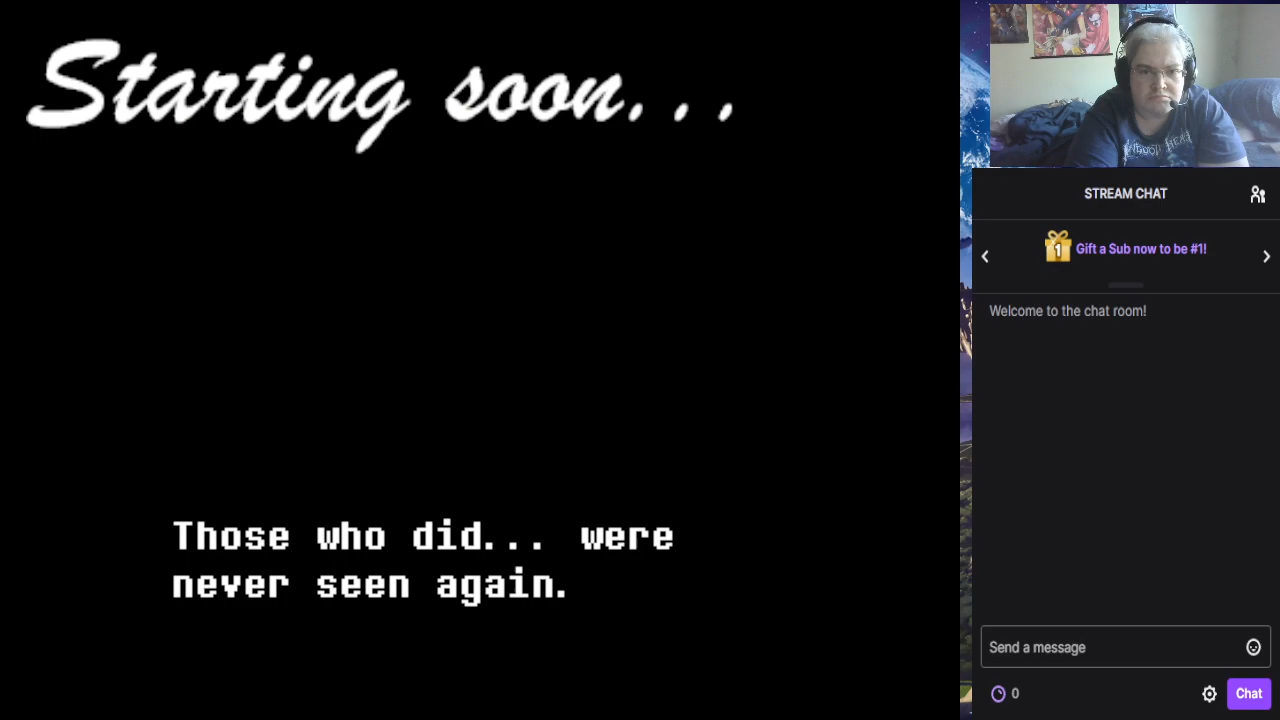 Starting soon...
STREAM CHAT
1
Gift a Sub now to be #1!
Welcome to the chat room!
Those who did... were
never seen again.
Send a message
0
Chat